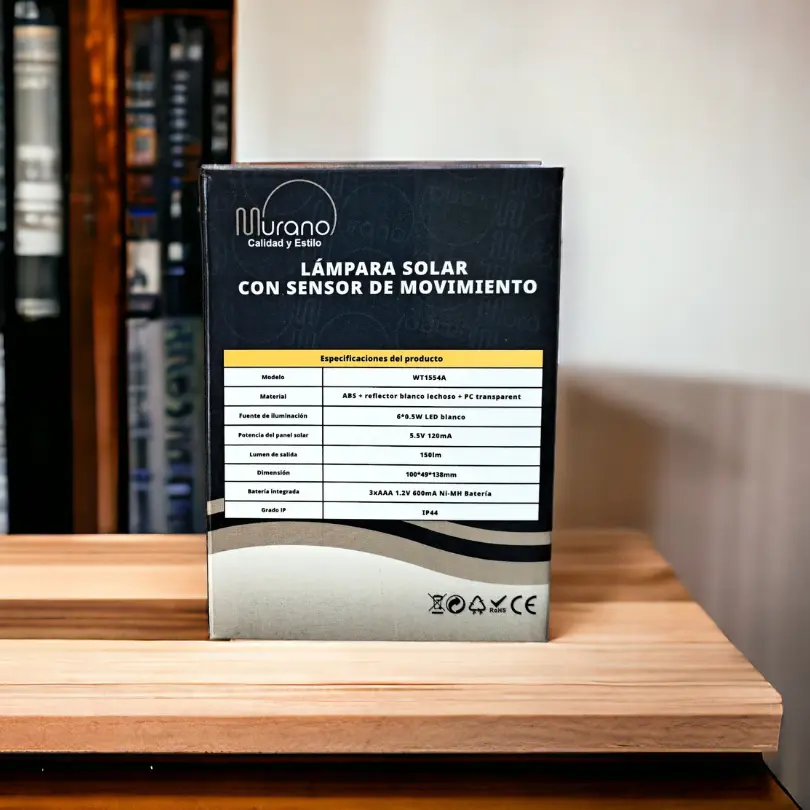 Murano
Calidad y Estilo
LÁMPARA SOLAR
CON SENSOR DE MOVIMIENTO
Especificaciones del producto
Modelo WT1554A
Material ABS + reflector blanco lechoso + PC transparent
Fuente de iluminación 6*0.5W LED blanco
Potencia del panel solar 5.5V 120mA
Lumen de salida 150lm
Dimensión 100*49*138mm
Batería integrada 3xAAA 1.2V 600mA Ni-MH Batería
Grado IP IP44
RoHS CE